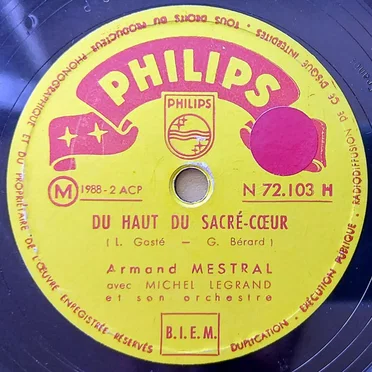 TOUS DROITS DU PRODUCTEUR PHONOGRAPHIQUE ET DU PROPRIÉTAIRE DE L'ŒUVRE ENREGISTRÉE RÉSERVÉS
DUPLICATION - EXÉCUTION PUBLIQUE - RADIODIFFUSION DE CE DISQUE INTERDITES
PHILIPS
PHILIPS
M 1988 - 2 ACP
N 72.103 H
DU HAUT DU SACRÉ-CŒUR
( L. Gasté - G. Bérard )
Armand MESTRAL
avec MICHEL LEGRAND
et son orchestre
B.I.E.M.